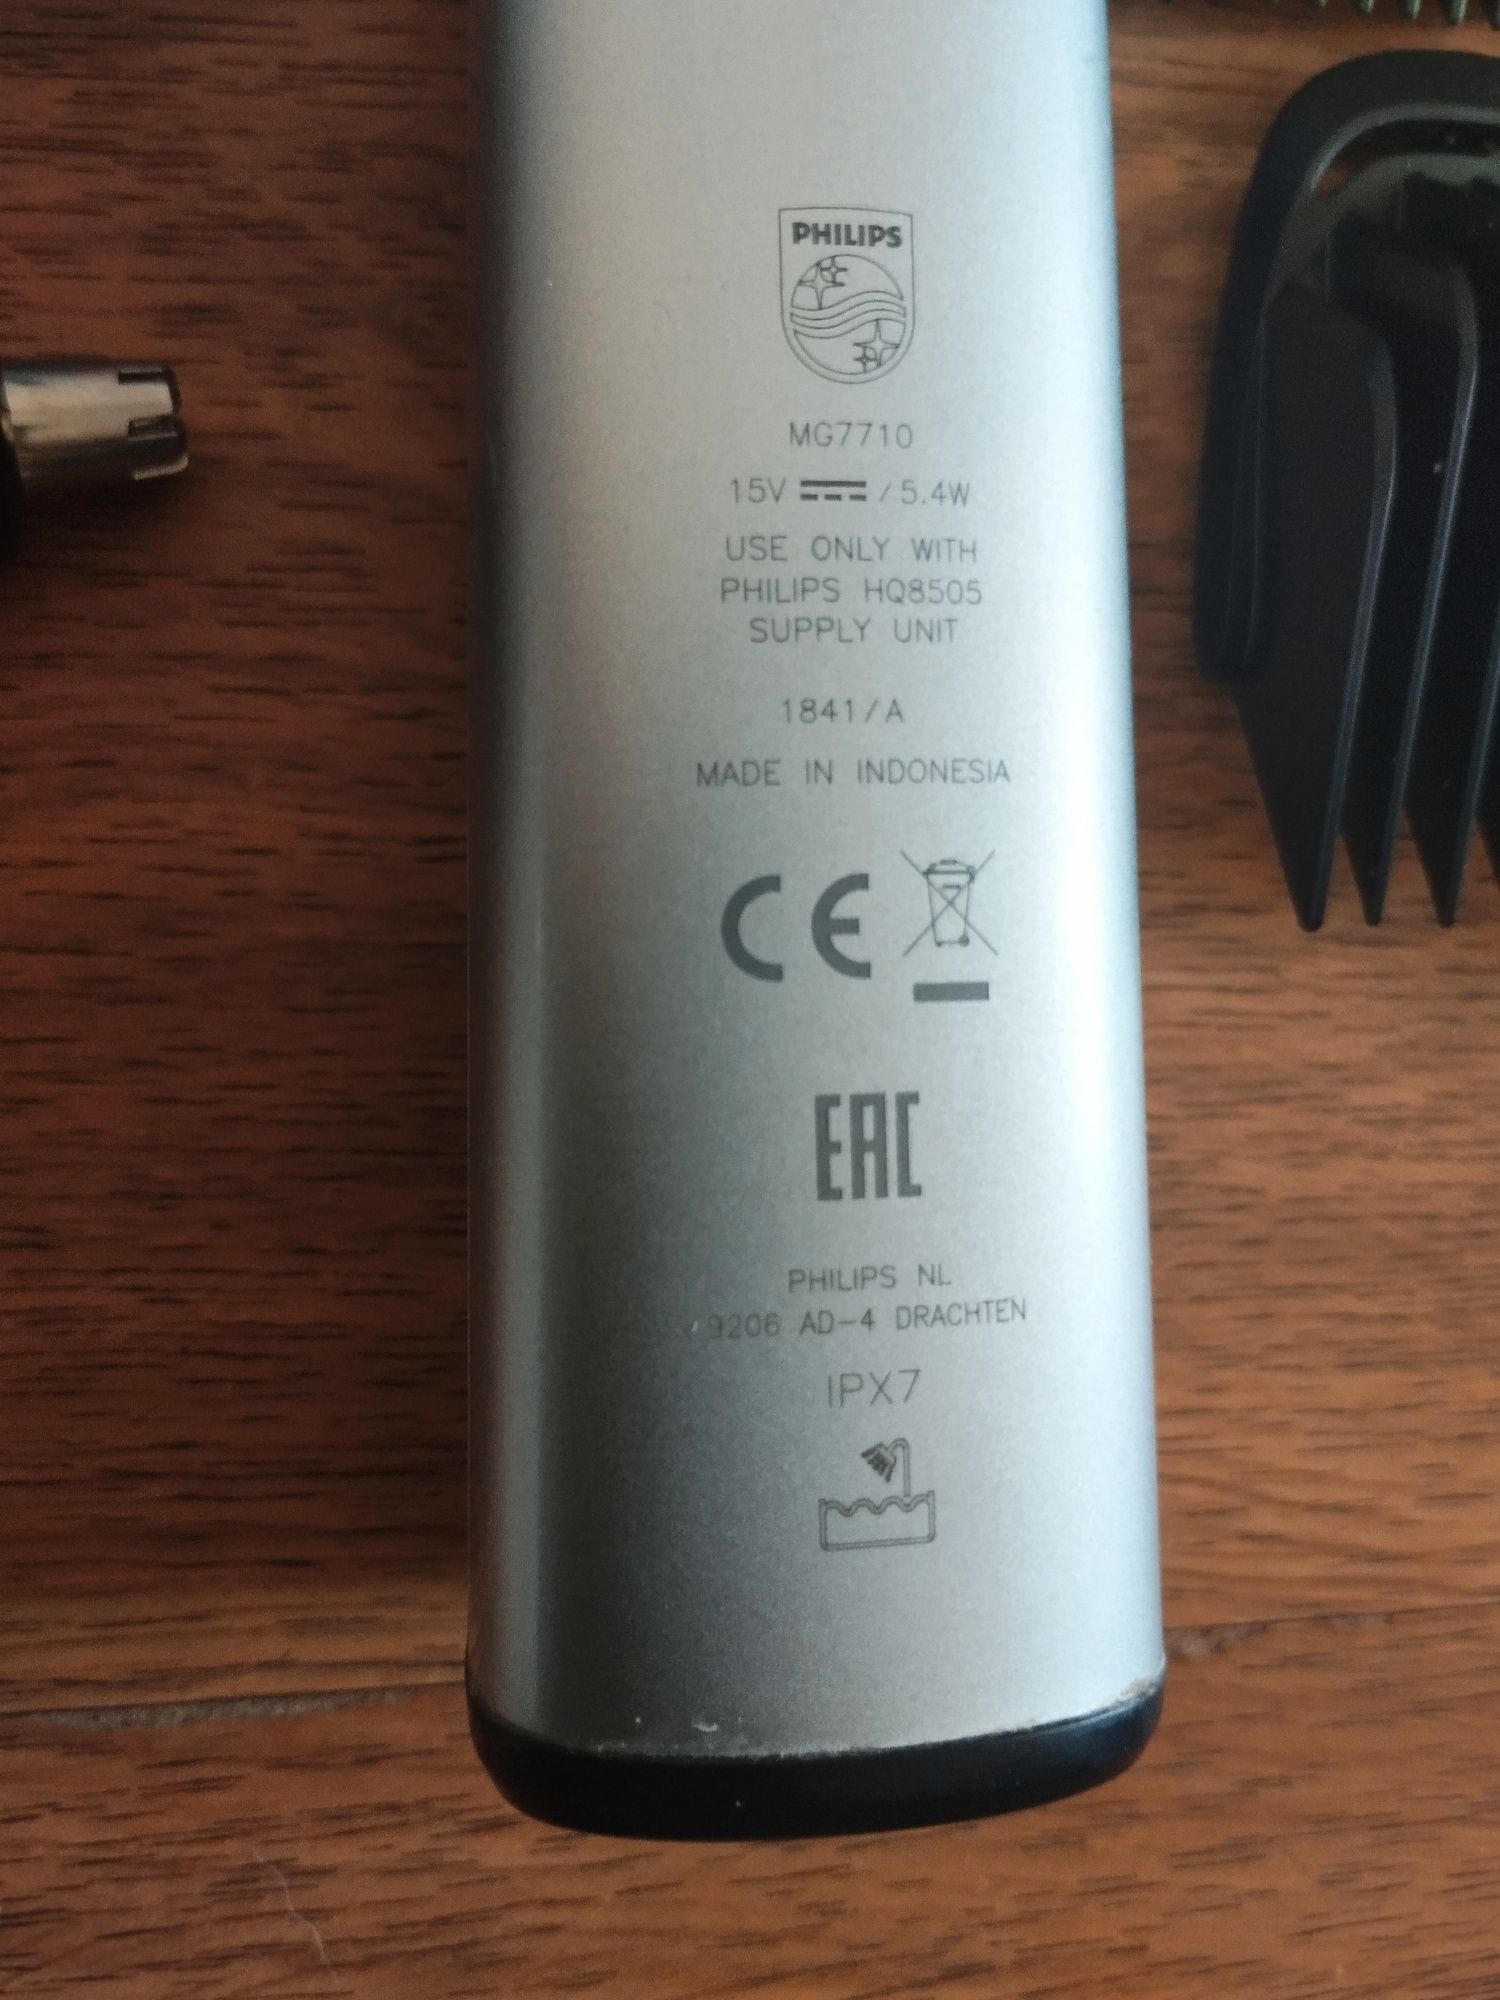 PHILIPS
MG7710
15V ⎓ / 5.4W
USE ONLY WITH
PHILIPS HQ8505
SUPPLY UNIT
1841/A
MADE IN INDONESIA
CE
EAC
PHILIPS NL
9206 AD-4 DRACHTEN
IPX7